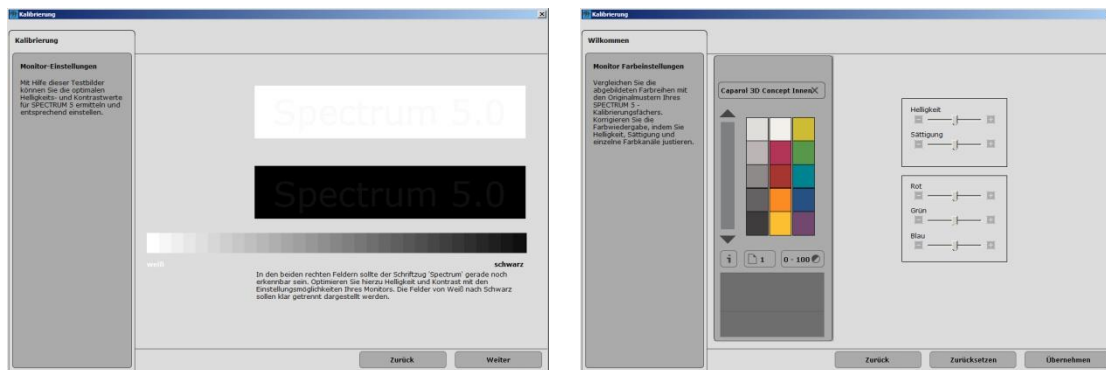 Kalibrierung
Kalibrierung
Monitor-Einstellungen
Mit Hilfe dieser Testbilder
können Sie die optimalen
Helligkeits- und Kontrastwerte
für SPECTRUM 5 ermitteln und
entsprechend einstellen.
Spectrum 5.0
Spectrum 5.0
weiß
schwarz
In den beiden rechten Feldern sollte der Schriftzug 'Spectrum' gerade noch
erkennbar sein. Optimieren Sie hierzu Helligkeit und Kontrast mit den
Einstellungsmöglichkeiten Ihres Monitors. Die Felder von Weiß nach Schwarz
sollen klar getrennt dargestellt werden.
Zurück
Weiter
Kalibrierung
Wilkommen
Monitor Farbeinstellungen
Vergleichen Sie die
abgebildeten Farbreihen mit
den Originalmustern Ihres
SPECTRUM 5 -
Kalibrierungsfächers.
Korrigieren Sie die
Farbwiedergabe, indem Sie
Helligkeit, Sättigung und
einzelne Farbkanäle justieren.
Caparol 3D Concept Innen
i
1
0 - 100
Helligkeit
Sättigung
Rot
Grün
Blau
Zurück
Zurücksetzen
Übernehmen